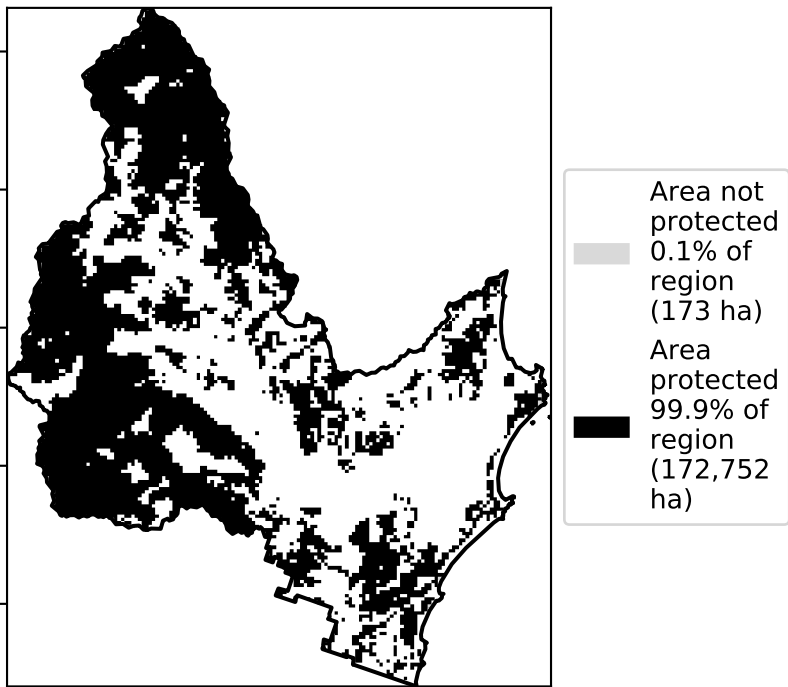 Area not
protected
0.1% of
region
(173 ha)
Area
protected
99.9% of
region
(172,752
ha)